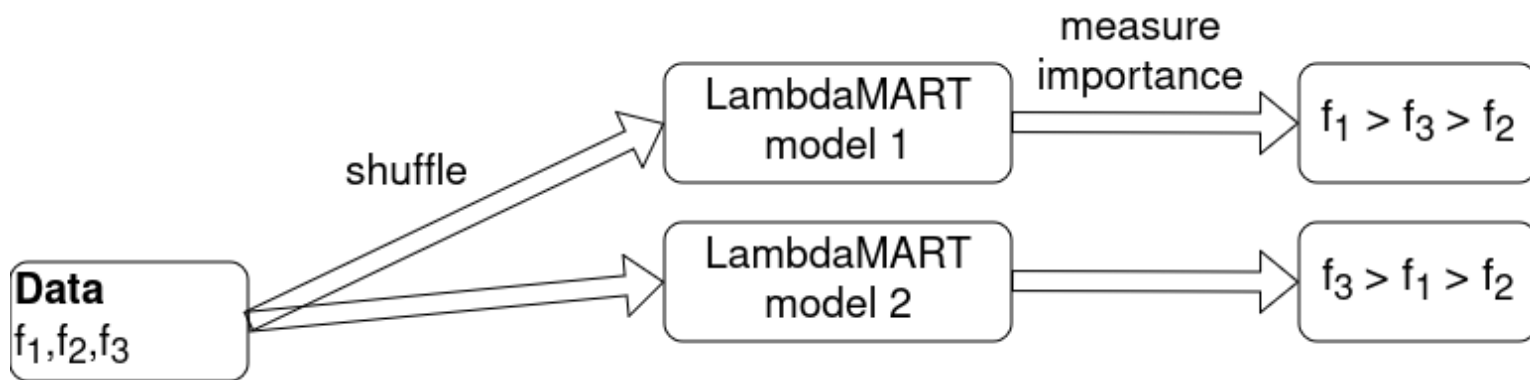 measure
importance
LambdaMART
model 1
f₁ > f₃ > f₂
shuffle
LambdaMART
model 2
f₃ > f₁ > f₂
Data
f₁,f₂,f₃